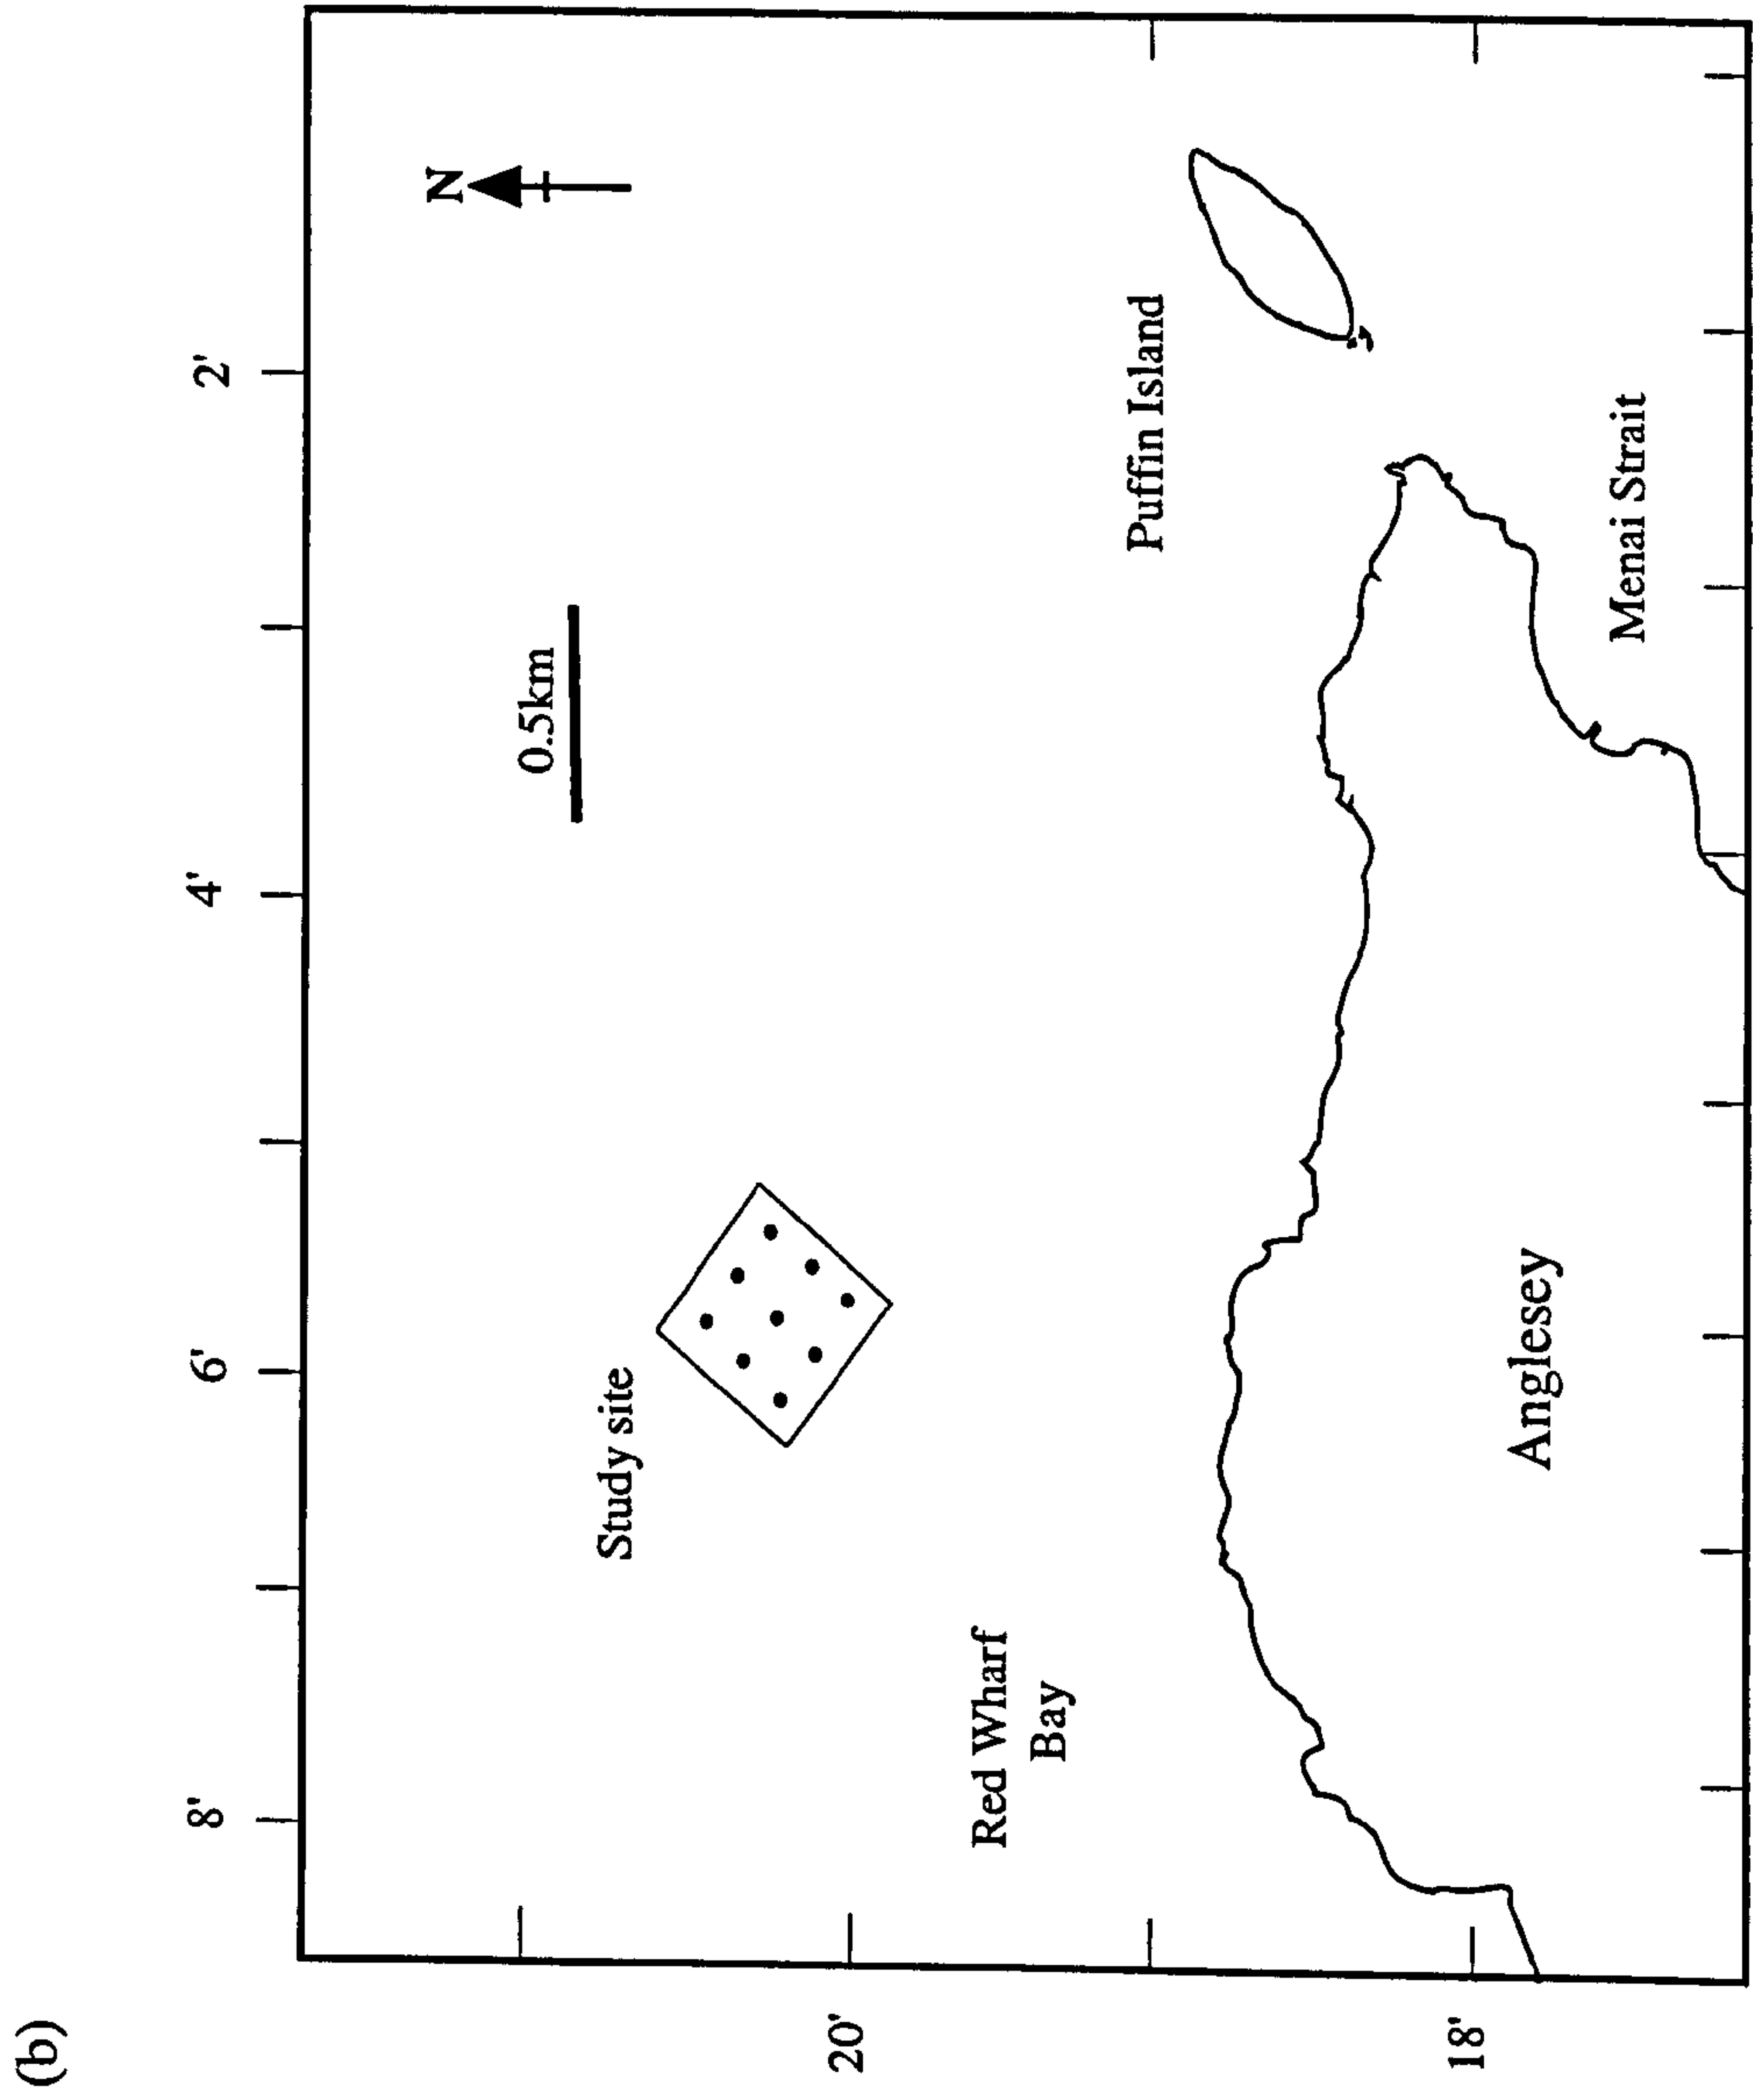 (b)
8'
6'
4'
2'
N
0.5km
Study site
20'
Red Wharf
Bay
Puffin Island
18'
Anglesey
Menai Strait